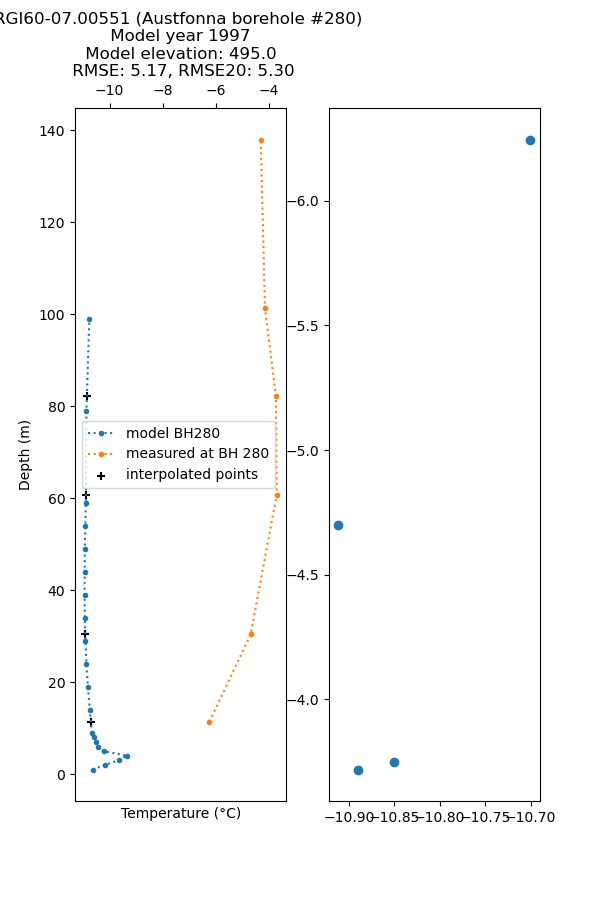 RGI60-07.00551 (Austfonna borehole #280)
Model year 1997
Model elevation: 495.0
RMSE: 5.17, RMSE20: 5.30
−10 −8 −6 −4
140
120
100
80
60
40
20
0
Depth (m)
model BH280
measured at BH 280
interpolated points
Temperature (°C)
−6.0
−5.5
−5.0
−4.5
−4.0
−10.90 −10.85 −10.80 −10.75 −10.70